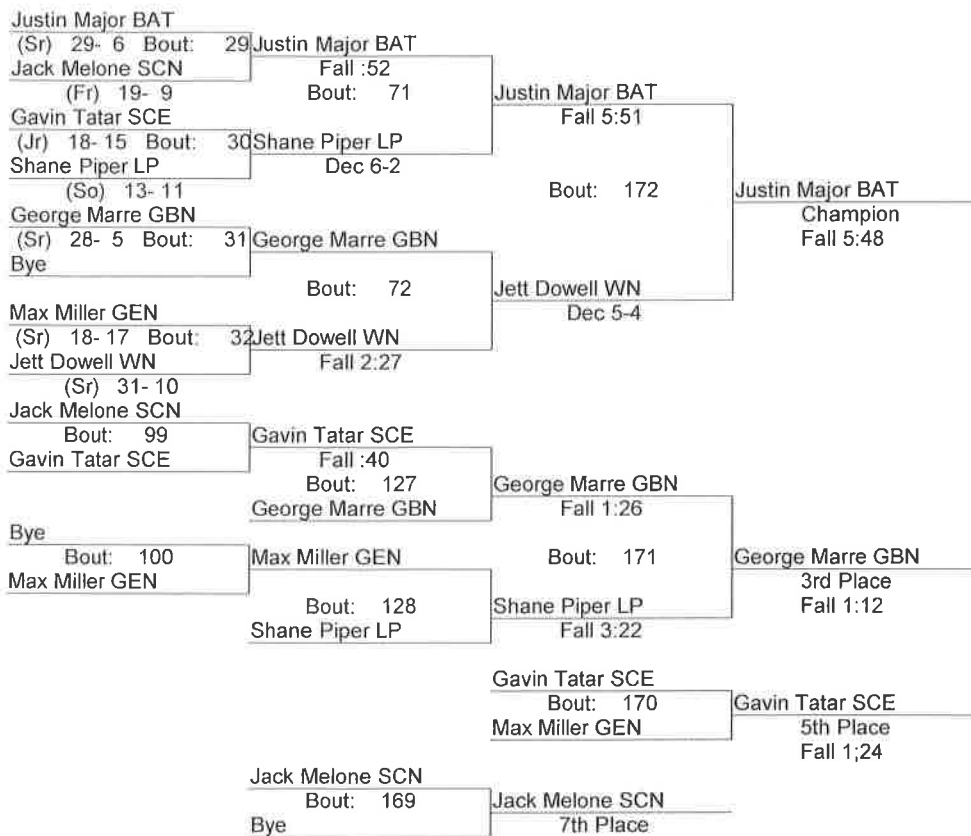 Justin Major BAT
(Sr) 29- 6 Bout: 29
Jack Melone SCN
(Fr) 19- 9
Gavin Tatar SCE
(Jr) 18- 15 Bout: 30
Shane Piper LP
(So) 13- 11
George Marre GBN
(Sr) 28- 5 Bout: 31
Bye
Max Miller GEN
(Sr) 18- 17 Bout: 32
Jett Dowell WN
(Sr) 31- 10
Justin Major BAT
Fall :52
Bout: 71
Shane Piper LP
Dec 6-2
George Marre GBN
Bout: 72
Jett Dowell WN
Fall 2:27
Justin Major BAT
Fall 5:51
Bout: 172
Jett Dowell WN
Dec 5-4
Justin Major BAT
Champion
Fall 5:48
Jack Melone SCN
Bout: 99
Gavin Tatar SCE
Bye
Bout: 100
Max Miller GEN
Gavin Tatar SCE
Fall :40
Bout: 127
George Marre GBN
Max Miller GEN
Bout: 128
Shane Piper LP
George Marre GBN
Fall 1:26
Bout: 171
Shane Piper LP
Fall 3:22
George Marre GBN
3rd Place
Fall 1:12
Gavin Tatar SCE
Bout: 170
Max Miller GEN
Gavin Tatar SCE
5th Place
Fall 1;24
Jack Melone SCN
Bout: 169
Bye
Jack Melone SCN
7th Place